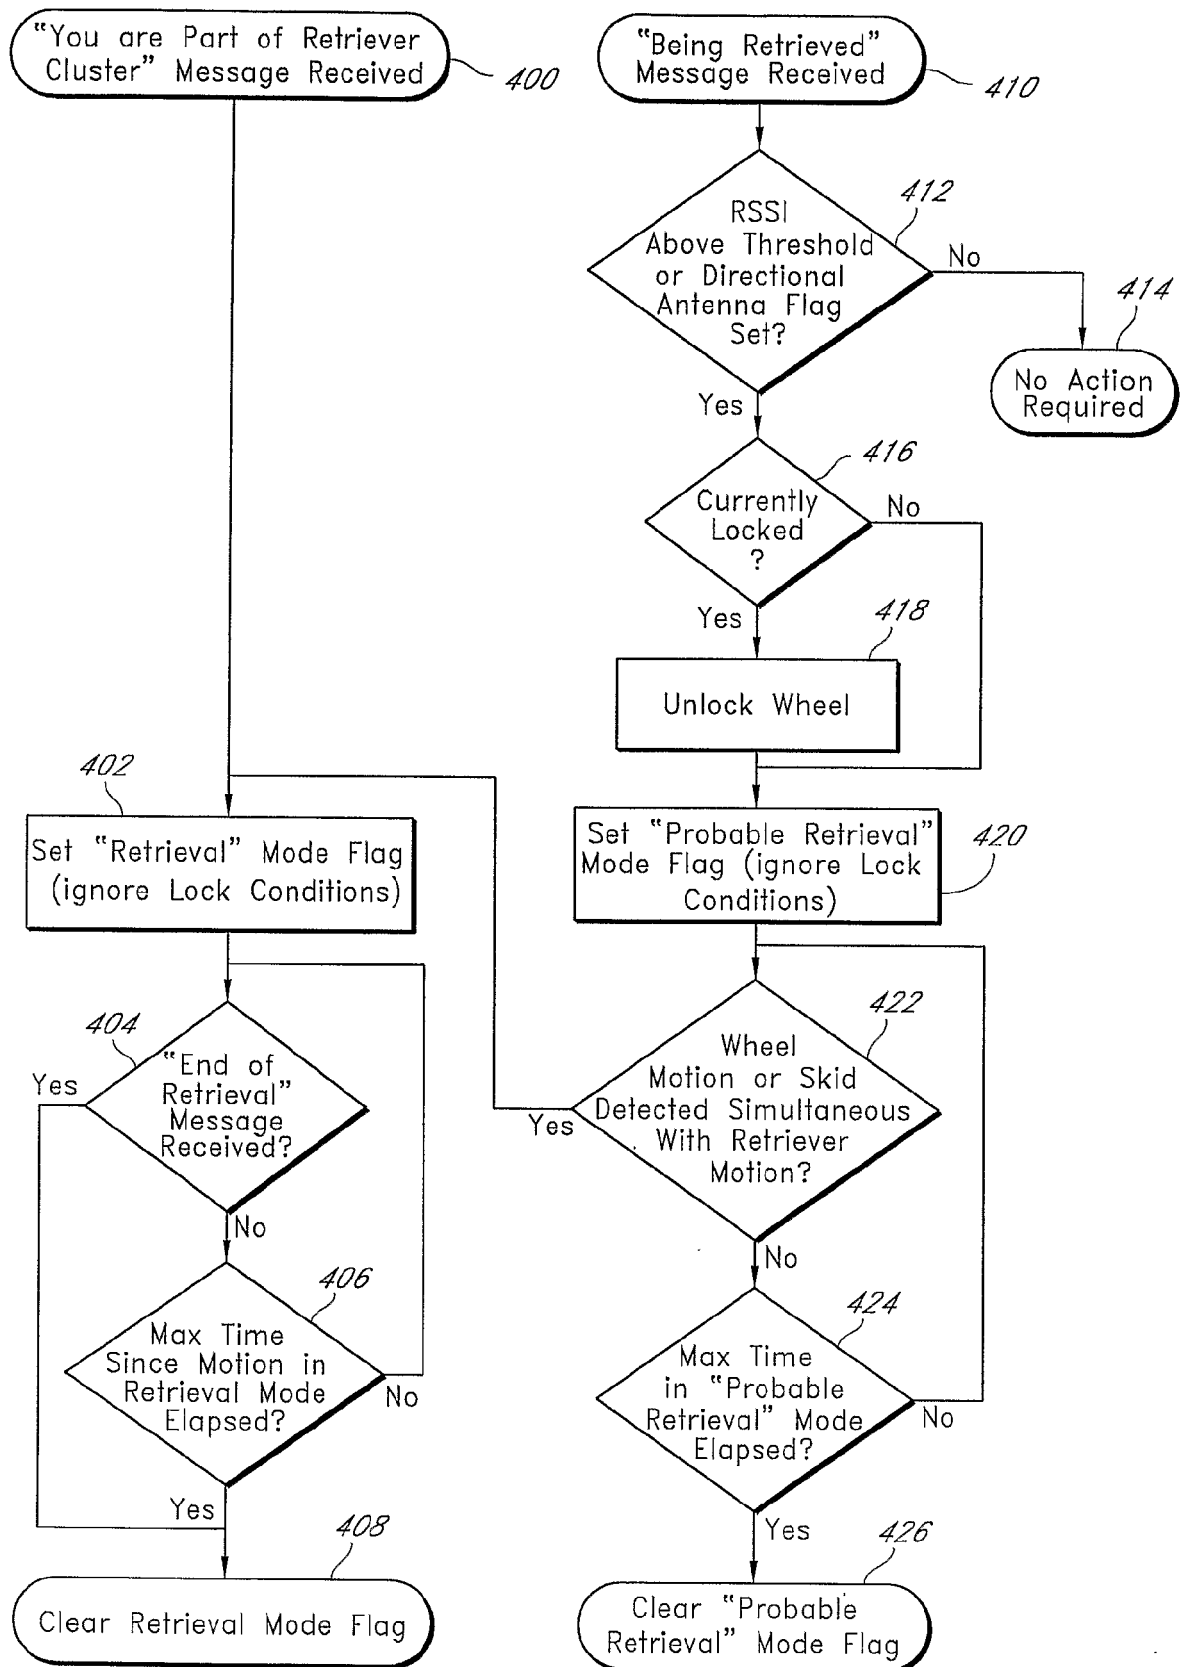 “You are Part of Retriever
Cluster” Message Received
400
“Being Retrieved”
Message Received
410
RSSI
Above Threshold
or Directional
Antenna Flag
Set?
412
No
414
No Action
Required
Yes
416
Currently
Locked
?
No
Yes
418
Unlock Wheel
402
Set “Retrieval” Mode Flag
(ignore Lock Conditions)
Set “Probable Retrieval”
Mode Flag (ignore Lock
Conditions)
420
404
“End of
Retrieval”
Message
Received?
Yes
No
422
Wheel
Motion or Skid
Detected Simultaneous
With Retriever
Motion?
Yes
No
406
Max Time
Since Motion in
Retrieval Mode
Elapsed?
No
Yes
424
Max Time
in “Probable
Retrieval” Mode
Elapsed?
No
Yes
408
Clear Retrieval Mode Flag
426
Clear “Probable
Retrieval” Mode Flag